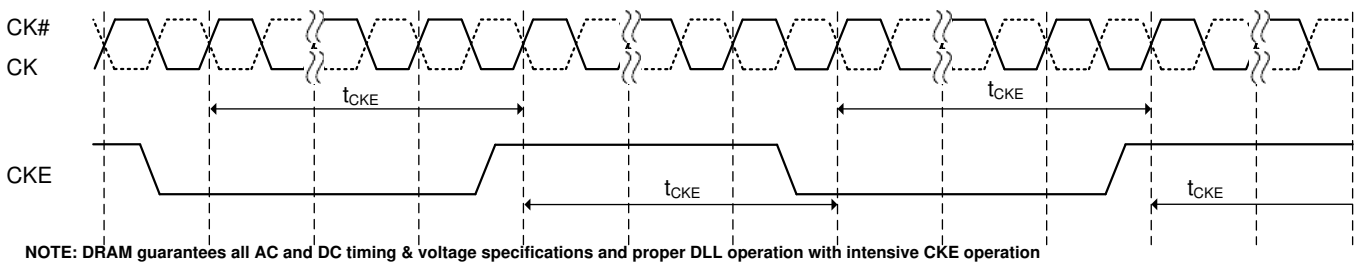 CK#
CK
tCKE
tCKE
CKE
tCKE
tCKE
NOTE: DRAM guarantees all AC and DC timing & voltage specifications and proper DLL operation with intensive CKE operation